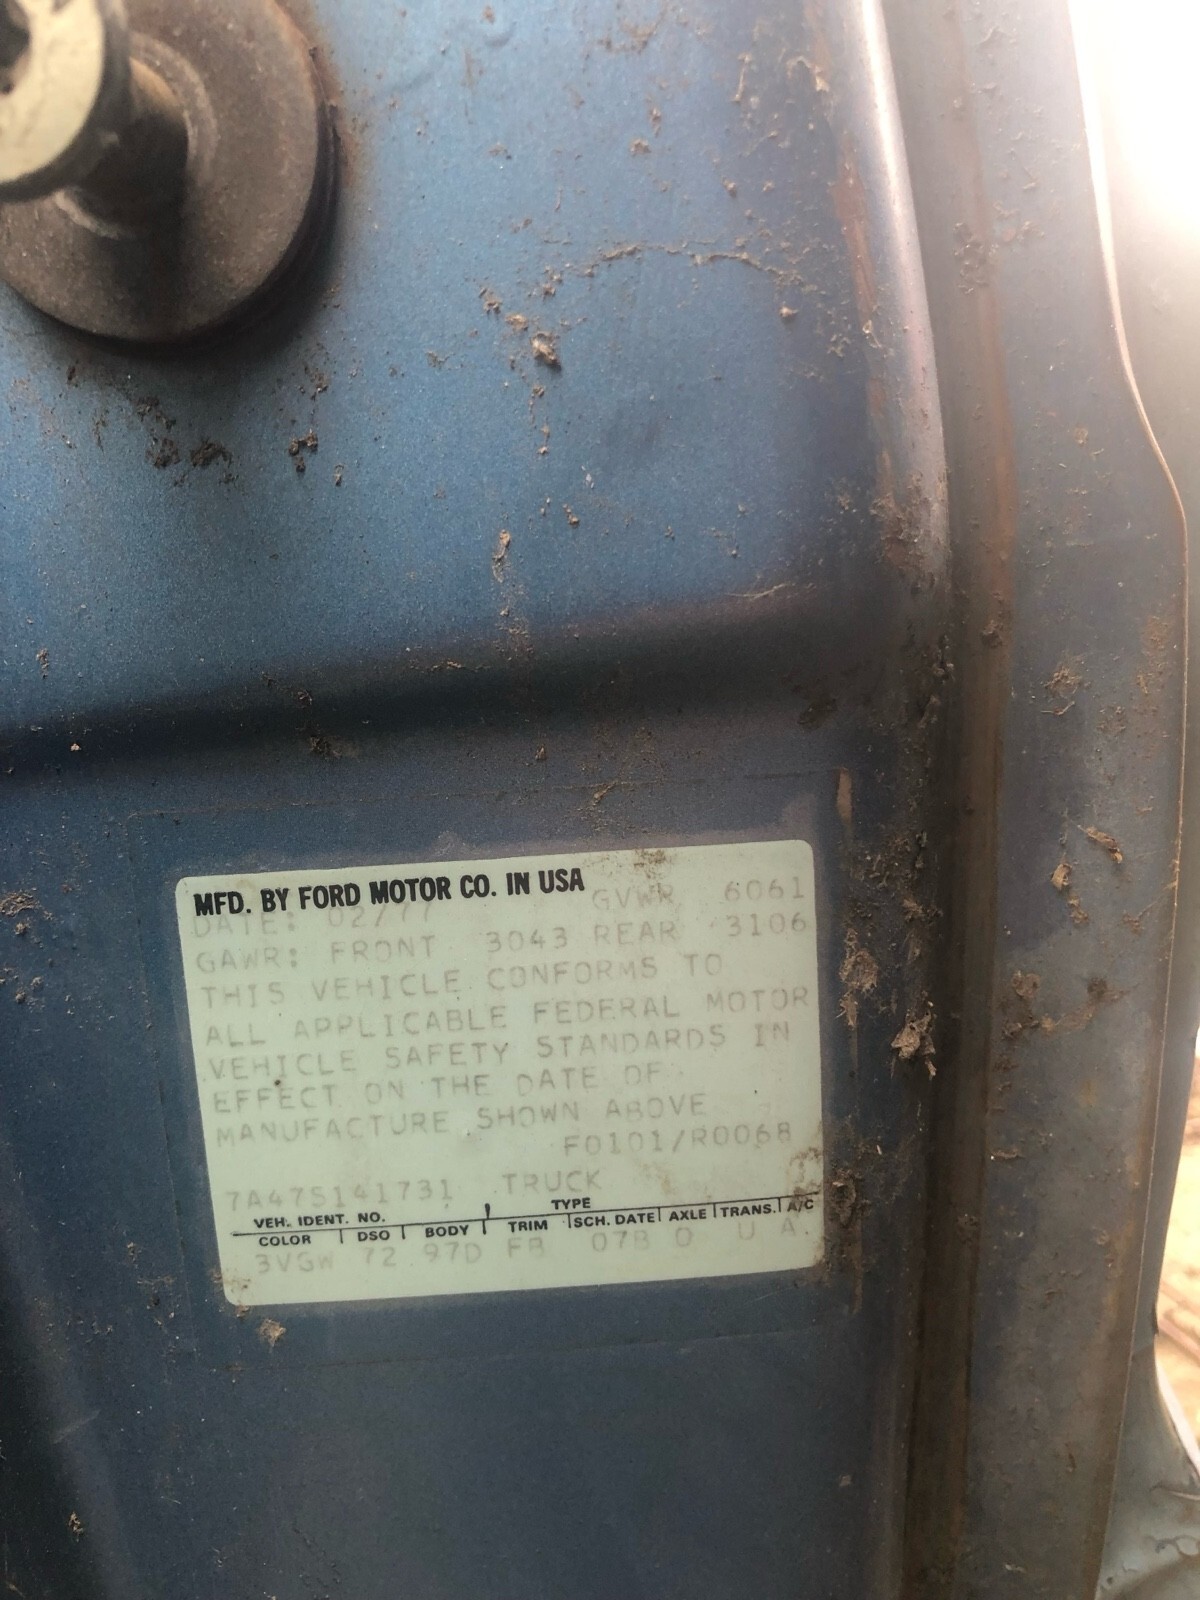 MFD. BY FORD MOTOR CO. IN USA
DATE: 02/77 GVWR 6061
GAWR: FRONT 3043 REAR 3106
THIS VEHICLE CONFORMS TO
ALL APPLICABLE FEDERAL MOTOR
VEHICLE SAFETY STANDARDS IN
EFFECT ON THE DATE OF
MANUFACTURE SHOWN ABOVE
F0101/R0068
7A47S141731 TRUCK
VEH. IDENT. NO. TYPE
COLOR DSO BODY TRIM SCH. DATE AXLE TRANS. A/C
3VGW 72 97D FB 07B O U A